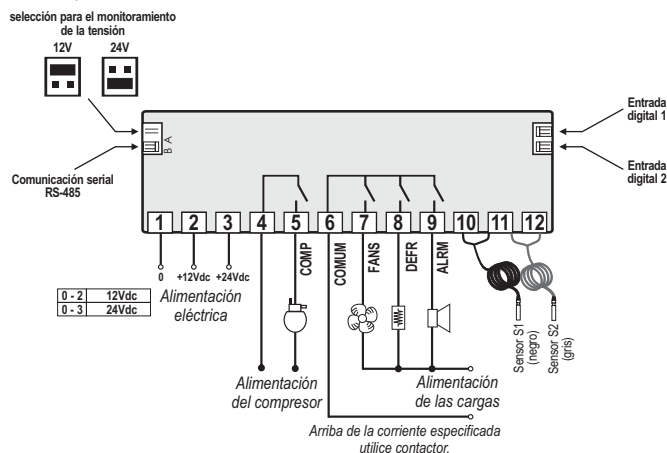 selección para el monitoramiento
de la tensión
12V 24V
Entrada
digital 1
A
B
Comunicación serial
RS-485
Entrada
digital 2
1 2 3 4 5 6 7 8 9 10 11 12
0 +12Vdc +24Vdc
COMP
COMUM
FANS
DEFR
ALRM
0 - 2 12Vdc
0 - 3 24Vdc
Alimentación
eléctrica
Sensor S1
(negro)
Sensor S2
(gris)
Alimentación
del compresor
Alimentación
de las cargas
Arriba de la corriente especificada
utilice contactor.